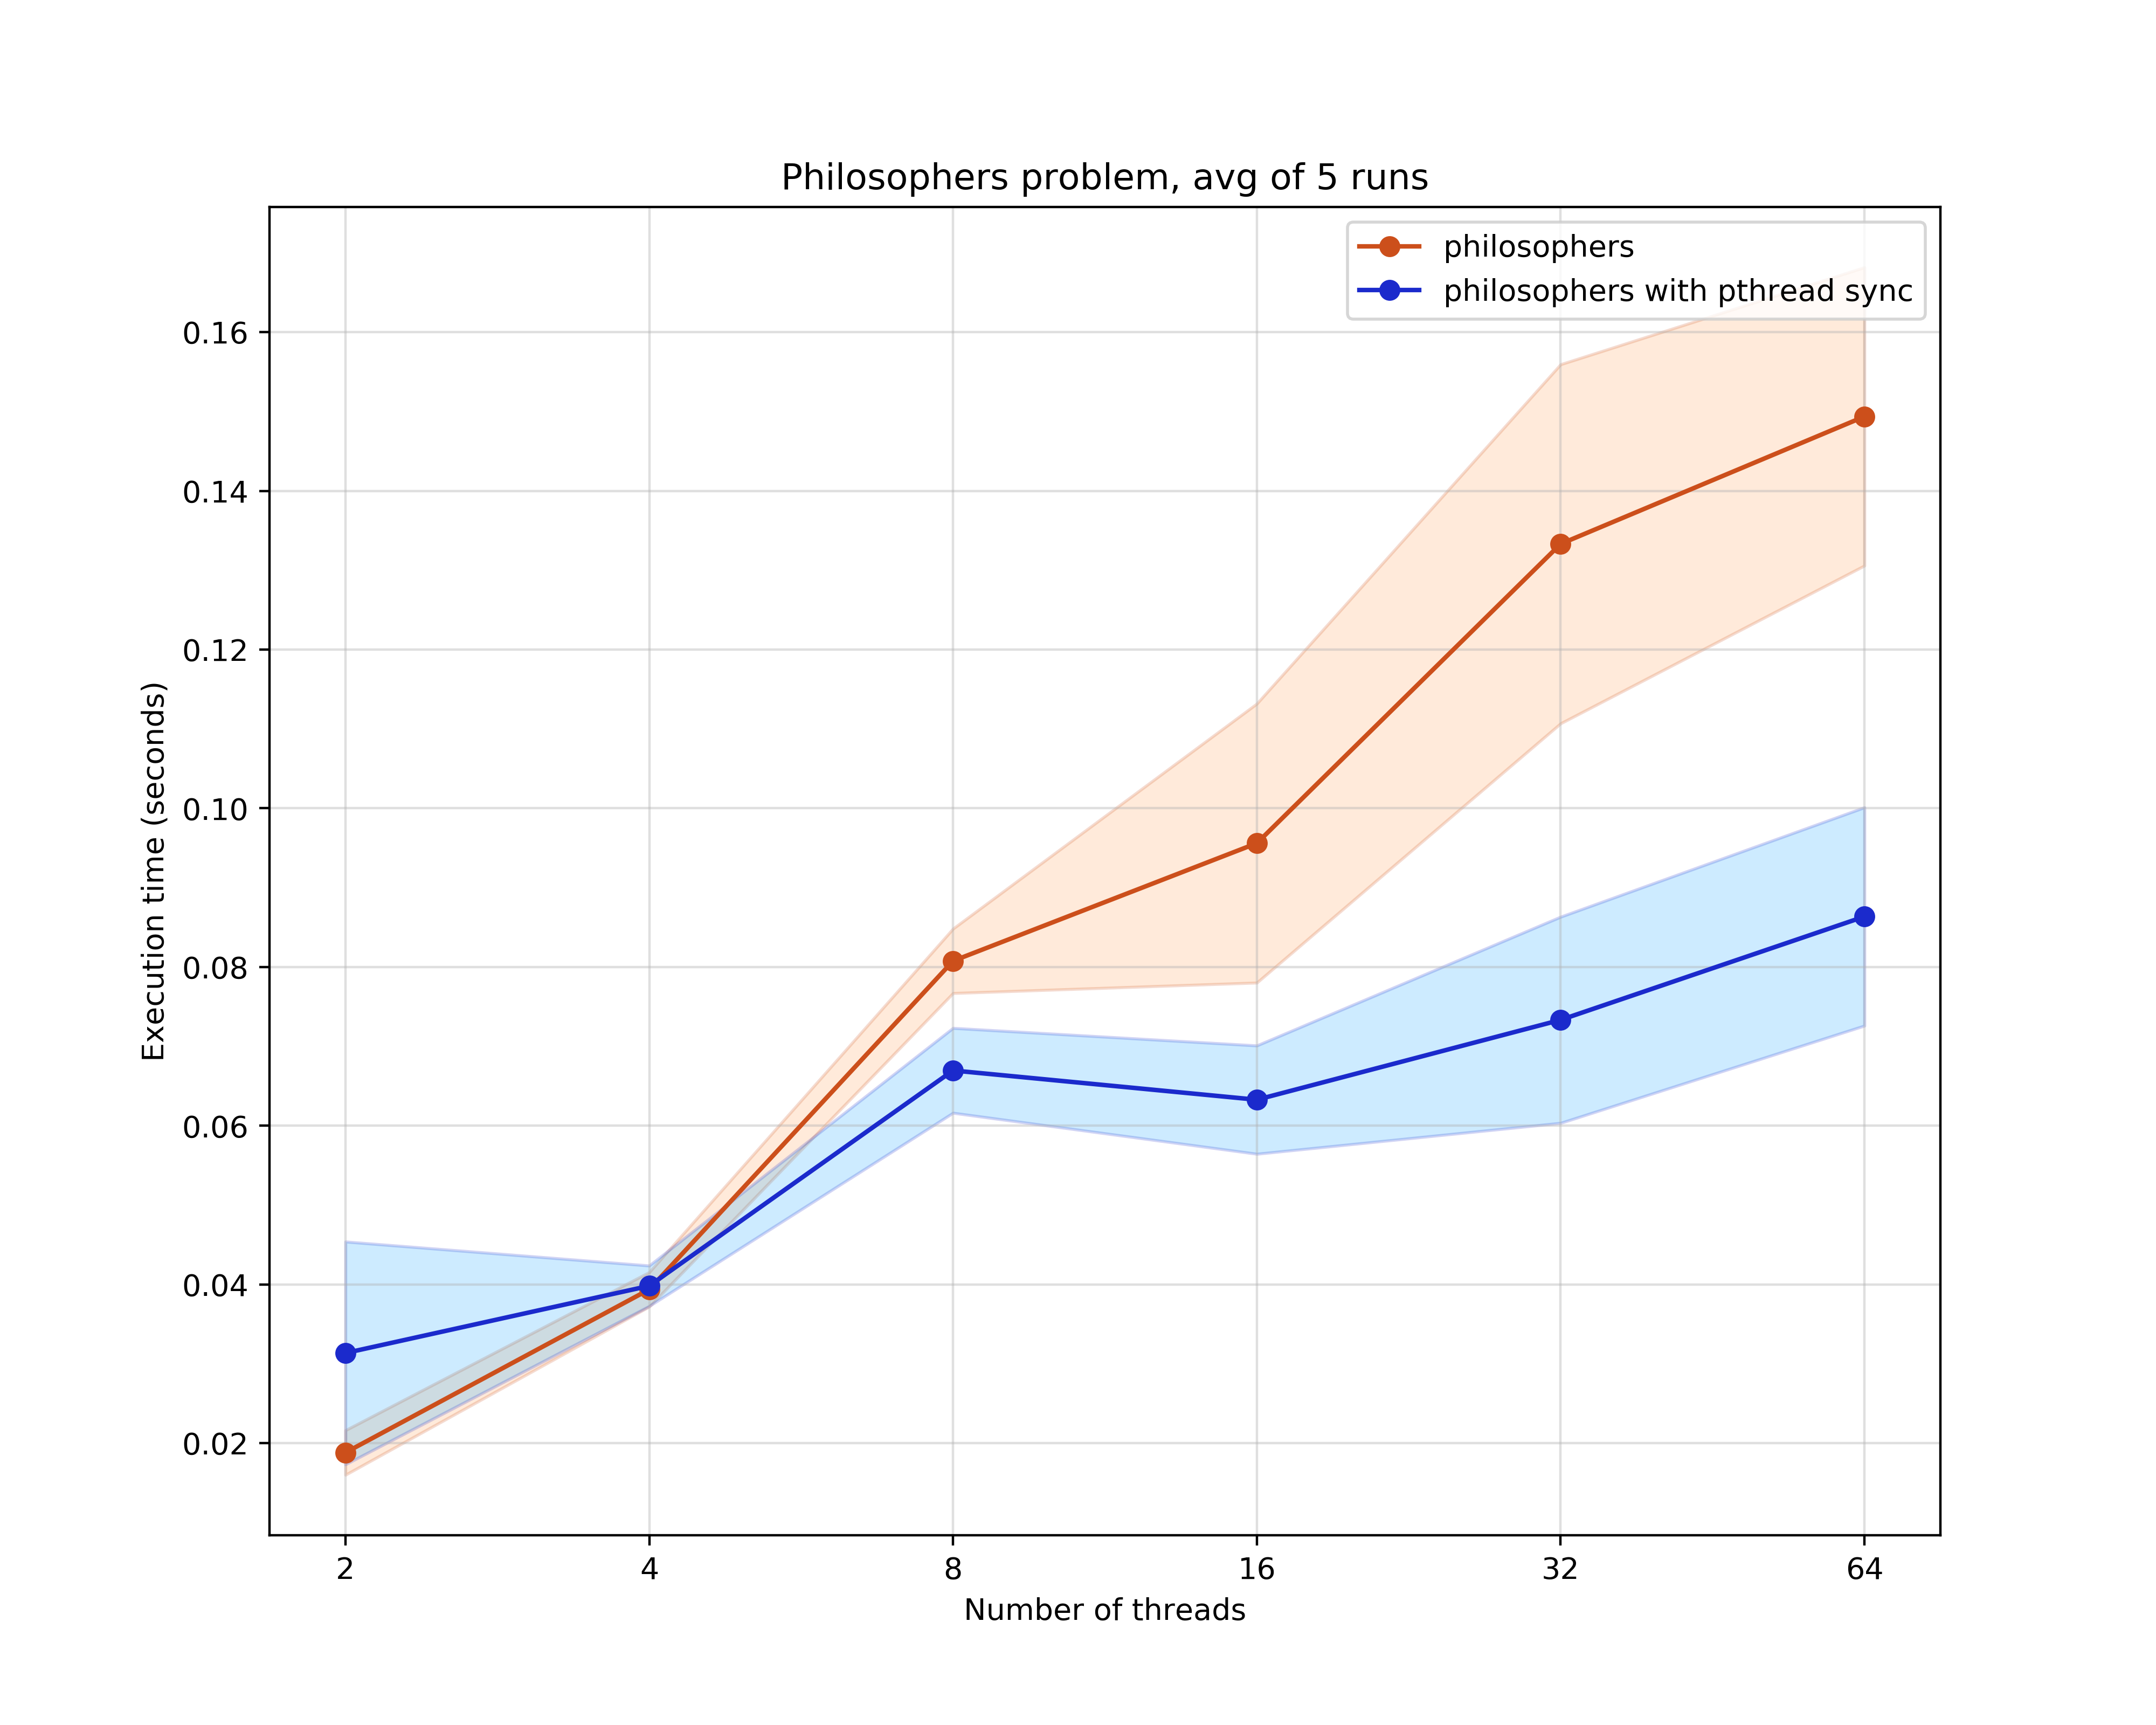 Philosophers problem, avg of 5 runs
philosophers
philosophers with pthread sync
Execution time (seconds)
0.16
0.14
0.12
0.10
0.08
0.06
0.04
0.02
2 4 8 16 32 64
Number of threads